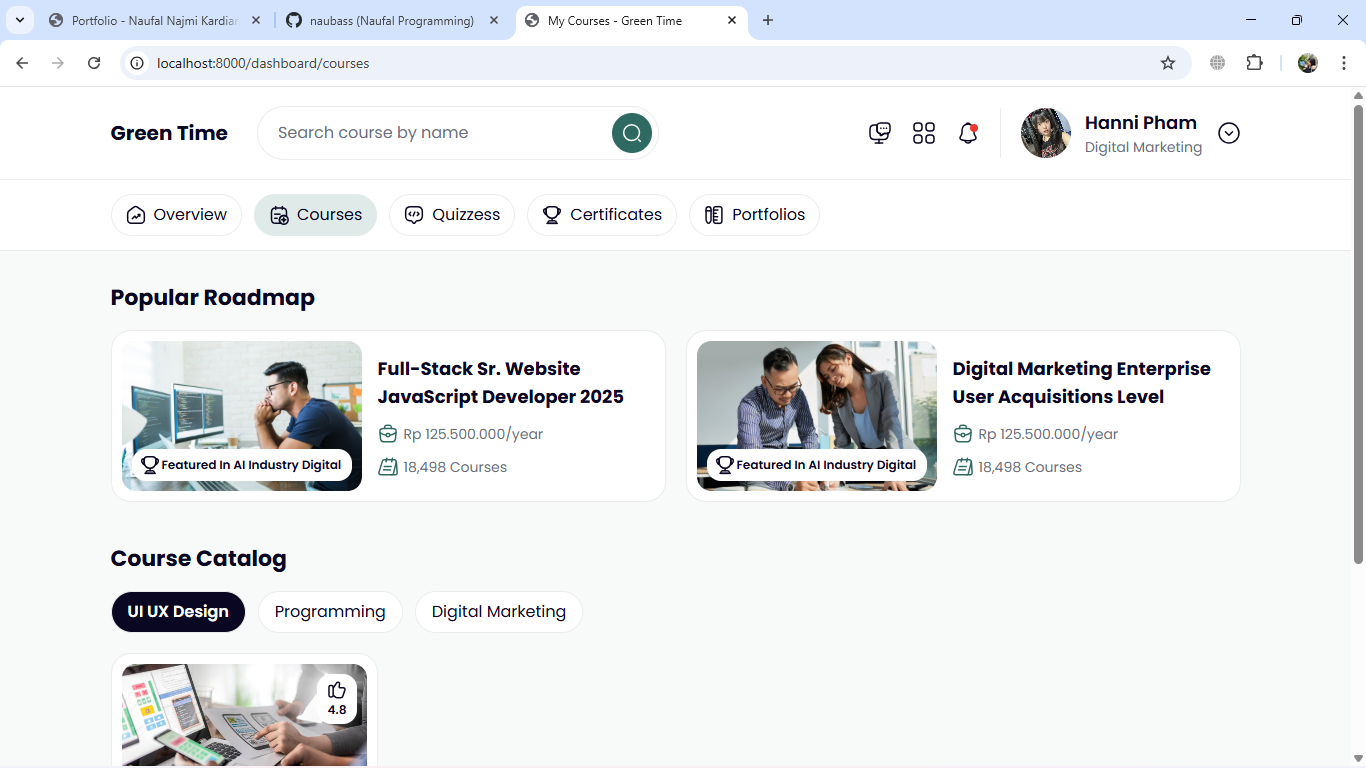 Portfolio - Naufal Najmi Kardiar
naubass (Naufal Programming)
My Courses - Green Time
localhost:8000/dashboard/courses
Green Time
Search course by name
Hanni Pham
Digital Marketing
Overview
Courses
Quizzess
Certificates
Portfolios
Popular Roadmap
Featured In AI Industry Digital
Full-Stack Sr. Website
JavaScript Developer 2025
Rp 125.500.000/year
18,498 Courses
Featured In AI Industry Digital
Digital Marketing Enterprise
User Acquisitions Level
Rp 125.500.000/year
18,498 Courses
Course Catalog
UI UX Design
Programming
Digital Marketing
4.8